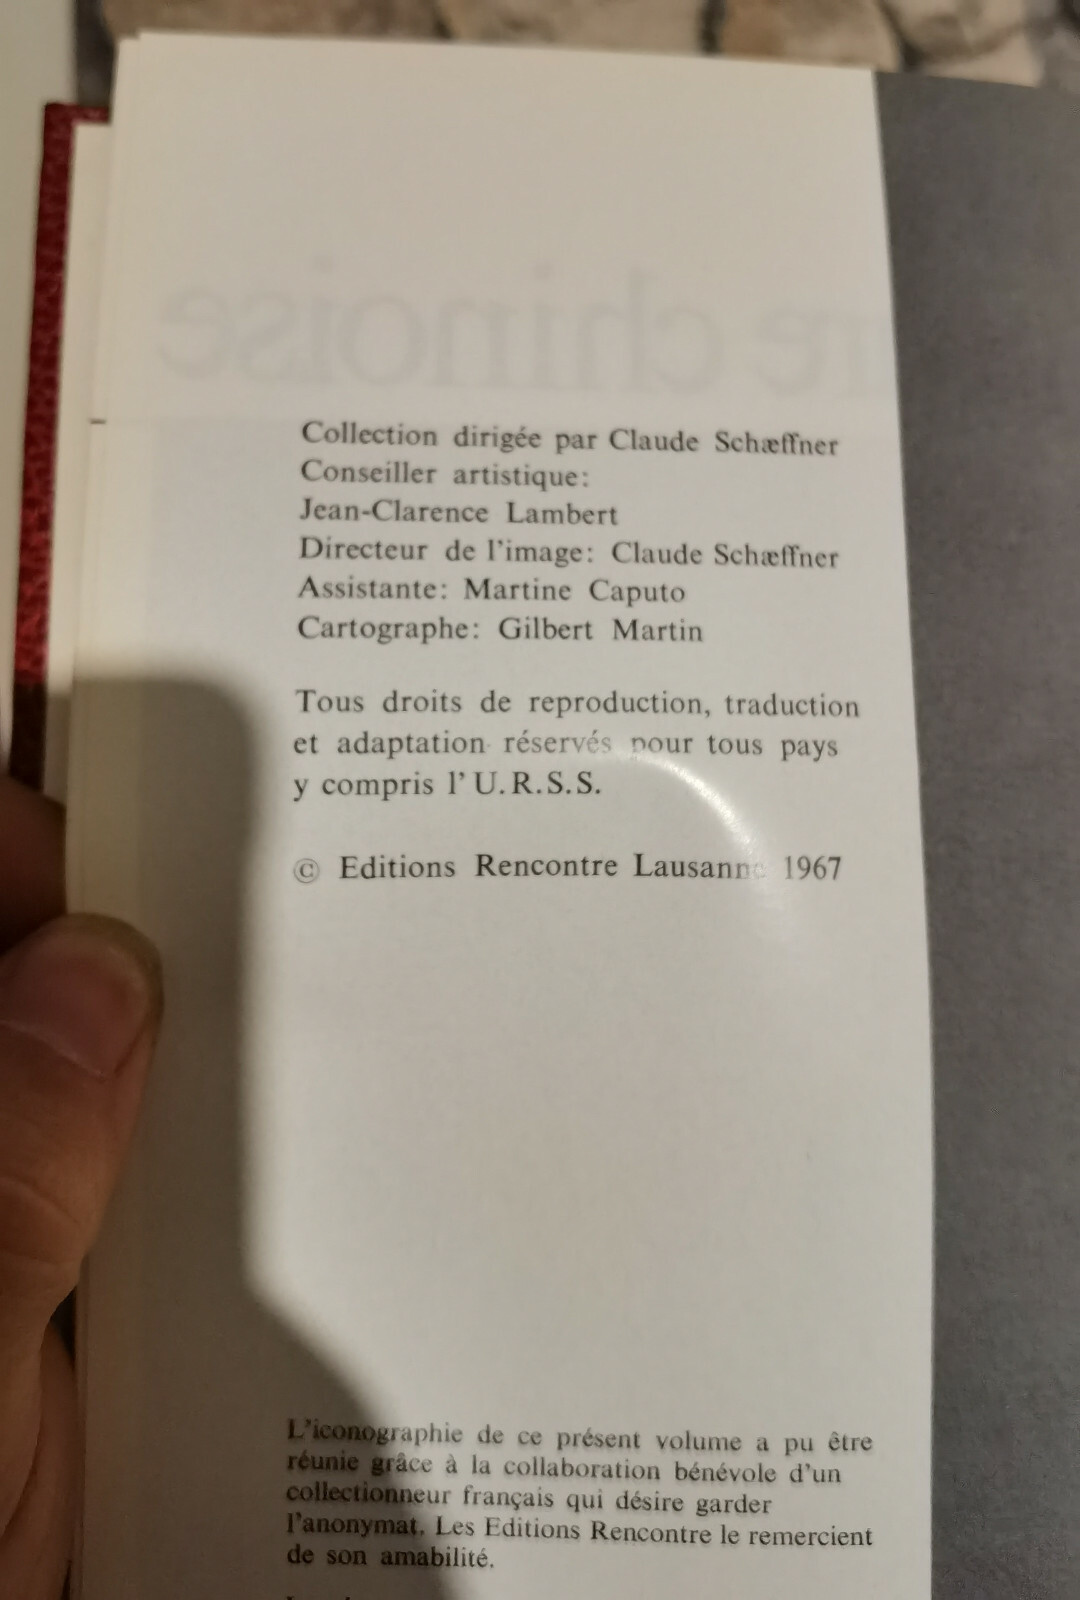 re chinoise
Collection dirigée par Claude Schæffner
Conseiller artistique:
Jean-Clarence Lambert
Directeur de l'image: Claude Schæffner
Assistante: Martine Caputo
Cartographe: Gilbert Martin
Tous droits de reproduction, traduction
et adaptation réservés pour tous pays
y compris l'U.R.S.S.
© Editions Rencontre Lausanne 1967
L'iconographie de ce présent volume a pu être
réunie grâce à la collaboration bénévole d'un
collectionneur français qui désire garder
l'anonymat. Les Editions Rencontre le remercient
de son amabilité.